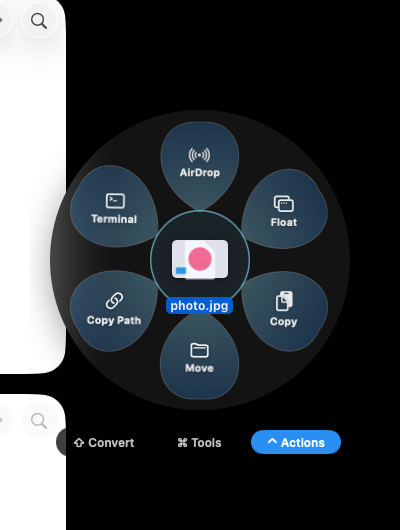 AirDrop
Terminal
Float
photo.jpg
Copy Path
Copy
Move
⇧ Convert
⌘ Tools
⌃ Actions